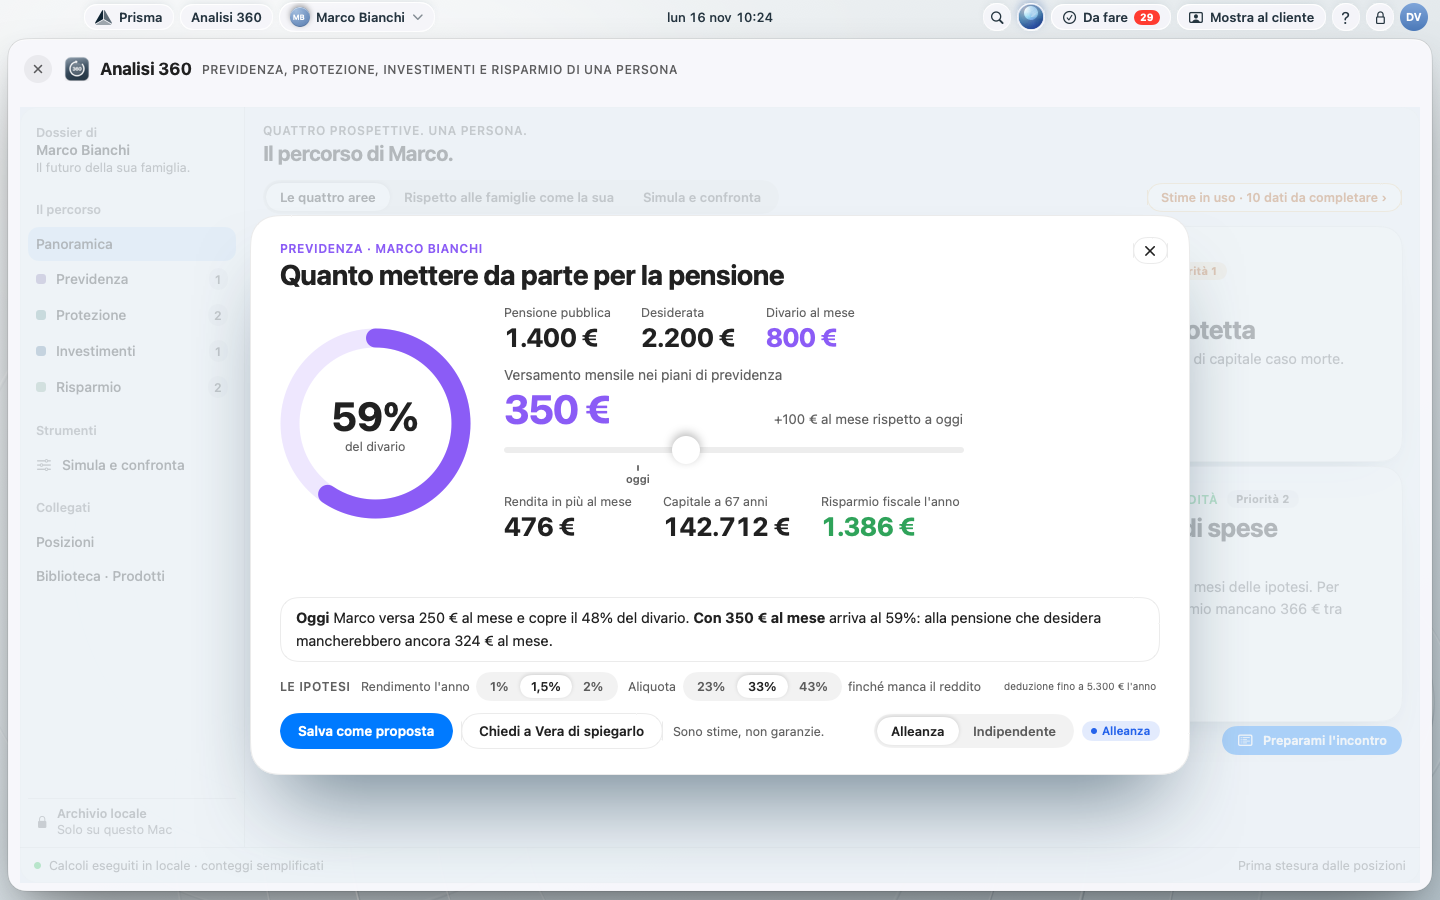 Prisma
Analisi 360
MB Marco Bianchi
lun 16 nov 10:24
Da fare 29
Mostra al cliente
?
DV
Analisi 360 PREVIDENZA, PROTEZIONE, INVESTIMENTI E RISPARMIO DI UNA PERSONA
Dossier di
Marco Bianchi
Il futuro della sua famiglia.
Il percorso
Panoramica
Previdenza 1
Protezione 2
Investimenti 1
Risparmio 2
Strumenti
Simula e confronta
Collegati
Posizioni
Biblioteca · Prodotti
Archivio locale
Solo su questo Mac
QUATTRO PROSPETTIVE. UNA PERSONA.
Il percorso di Marco.
Le quattro aree Rispetto alle famiglie come la sua Simula e confronta
Stime in uso · 10 dati da completare ›
PREVIDENZA · MARCO BIANCHI
Quanto mettere da parte per la pensione
59%
del divario
Pensione pubblica Desiderata Divario al mese
1.400 € 2.200 € 800 €
Versamento mensile nei piani di previdenza
350 € +100 € al mese rispetto a oggi
oggi
Rendita in più al mese Capitale a 67 anni Risparmio fiscale l'anno
476 € 142.712 € 1.386 €
Oggi Marco versa 250 € al mese e copre il 48% del divario. Con 350 € al mese arriva al 59%: alla pensione che desidera
mancherebbero ancora 324 € al mese.
LE IPOTESI Rendimento l'anno 1% 1,5% 2% Aliquota 23% 33% 43% finché manca il reddito deduzione fino a 5.300 € l'anno
Salva come proposta Chiedi a Vera di spiegarlo Sono stime, non garanzie. Alleanza Indipendente Alleanza
rità 1
otetta
di capitale caso morte.
DITÀ Priorità 2
di spese
mesi delle ipotesi. Per
mio mancano 366 € tra
Preparami l'incontro
Calcoli eseguiti in locale · conteggi semplificati
Prima stesura dalle posizioni